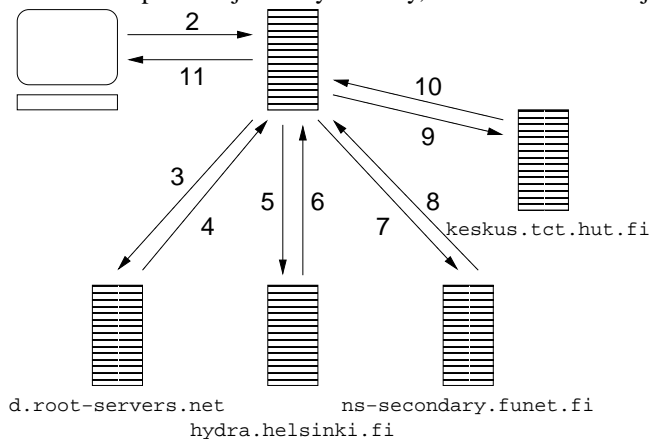 2
11
10
9
3
4
5
6
7
8
keskus.tct.hut.fi
d.root-servers.net
ns-secondary.funet.fi
hydra.helsinki.fi